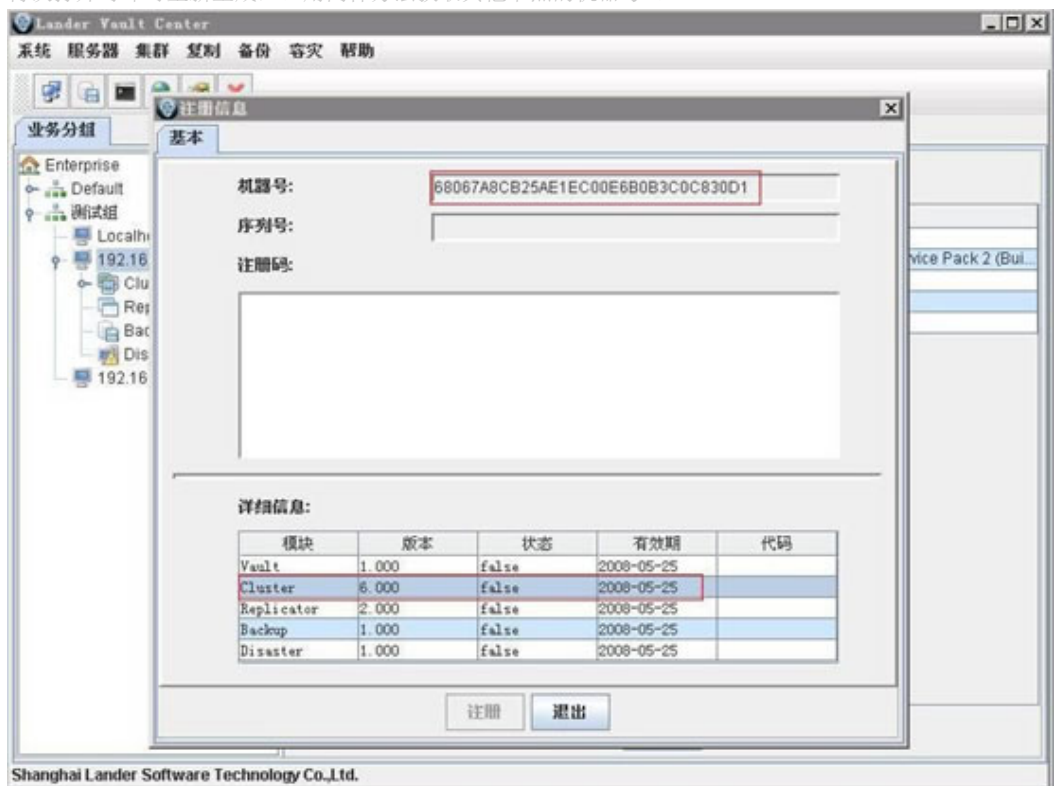 Lander Vault Center
系统 服务器 集群 复制 备份 容灾 帮助
注册信息
业务分组
基本
Enterprise
Default
测试组
Localh
192.16
Clu
Rep
Bac
Dis
192.16
机器号: 68067A8CB25AE1EC00E6B0B3C0C830D1
序列号:
注册码:
vice Pack 2 (Bui...
详细信息:
模块 版本 状态 有效期 代码
Vault 1.000 false 2008-05-25
Cluster 6.000 false 2008-05-25
Replicator 2.000 false 2008-05-25
Backup 1.000 false 2008-05-25
Disaster 1.000 false 2008-05-25
注册 退出
Shanghai Lander Software Technology Co.,Ltd.